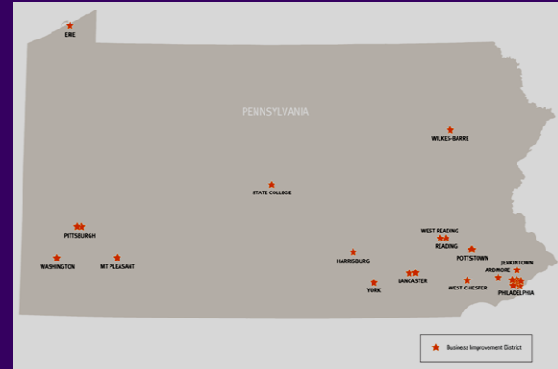 ERIE
PENNSYLVANIA
WILKES-BARRE
STATE COLLEGE
PITTSBURGH
WEST READING
READING
WASHINGTON
MT PLEASANT
HARRISBURG
POTTSTOWN
JENKINTOWN
ARDMORE
YORK
LANCASTER
WEST CHESTER
PHILADELPHIA
Business Improvement District